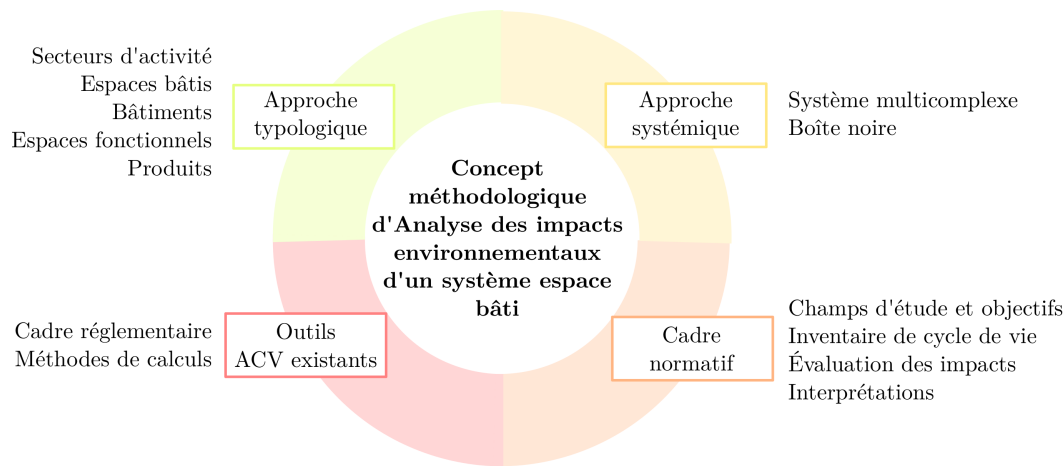 Secteurs d'activité
Espaces bâtis
Bâtiments
Espaces fonctionnels
Produits
Approche
typologique
Approche
systémique
Système multicomplexe
Boîte noire
Concept
méthodologique
d'Analyse des impacts
environnementaux
d'un système espace
bâti
Cadre réglementaire
Méthodes de calculs
Outils
ACV existants
Cadre
normatif
Champs d'étude et objectifs
Inventaire de cycle de vie
Évaluation des impacts
Interprétations